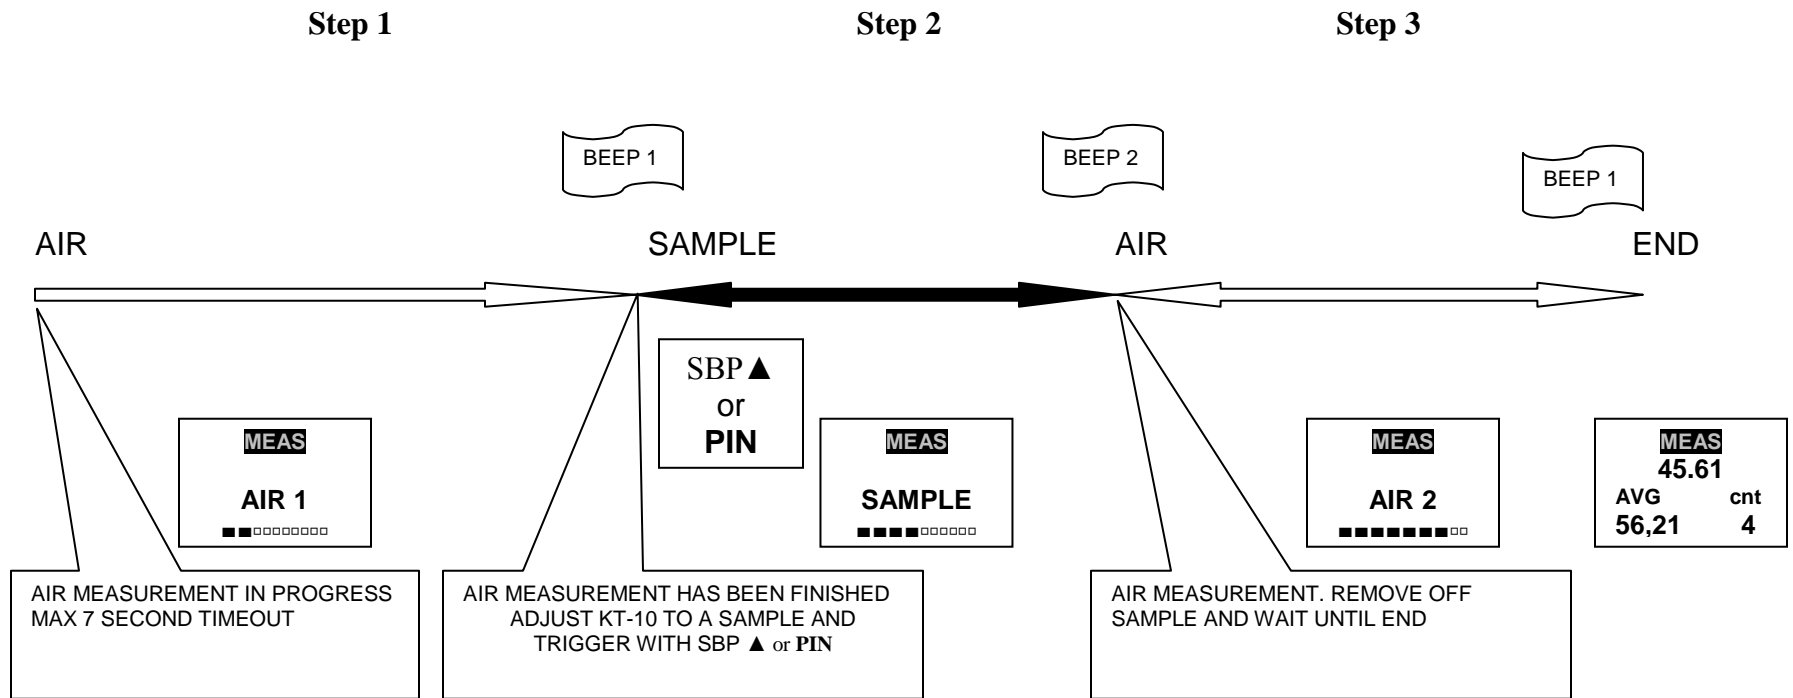 Step 1
Step 2
Step 3
BEEP 1
BEEP 2
BEEP 1
AIR
SAMPLE
AIR
END
SBP▲
or
PIN
MEAS
AIR 1
MEAS
SAMPLE
MEAS
AIR 2
MEAS
45.61
AVG cnt
56,21 4
AIR MEASUREMENT IN PROGRESS
MAX 7 SECOND TIMEOUT
AIR MEASUREMENT HAS BEEN FINISHED
ADJUST KT-10 TO A SAMPLE AND
TRIGGER WITH SBP ▲ or PIN
AIR MEASUREMENT. REMOVE OFF
SAMPLE AND WAIT UNTIL END